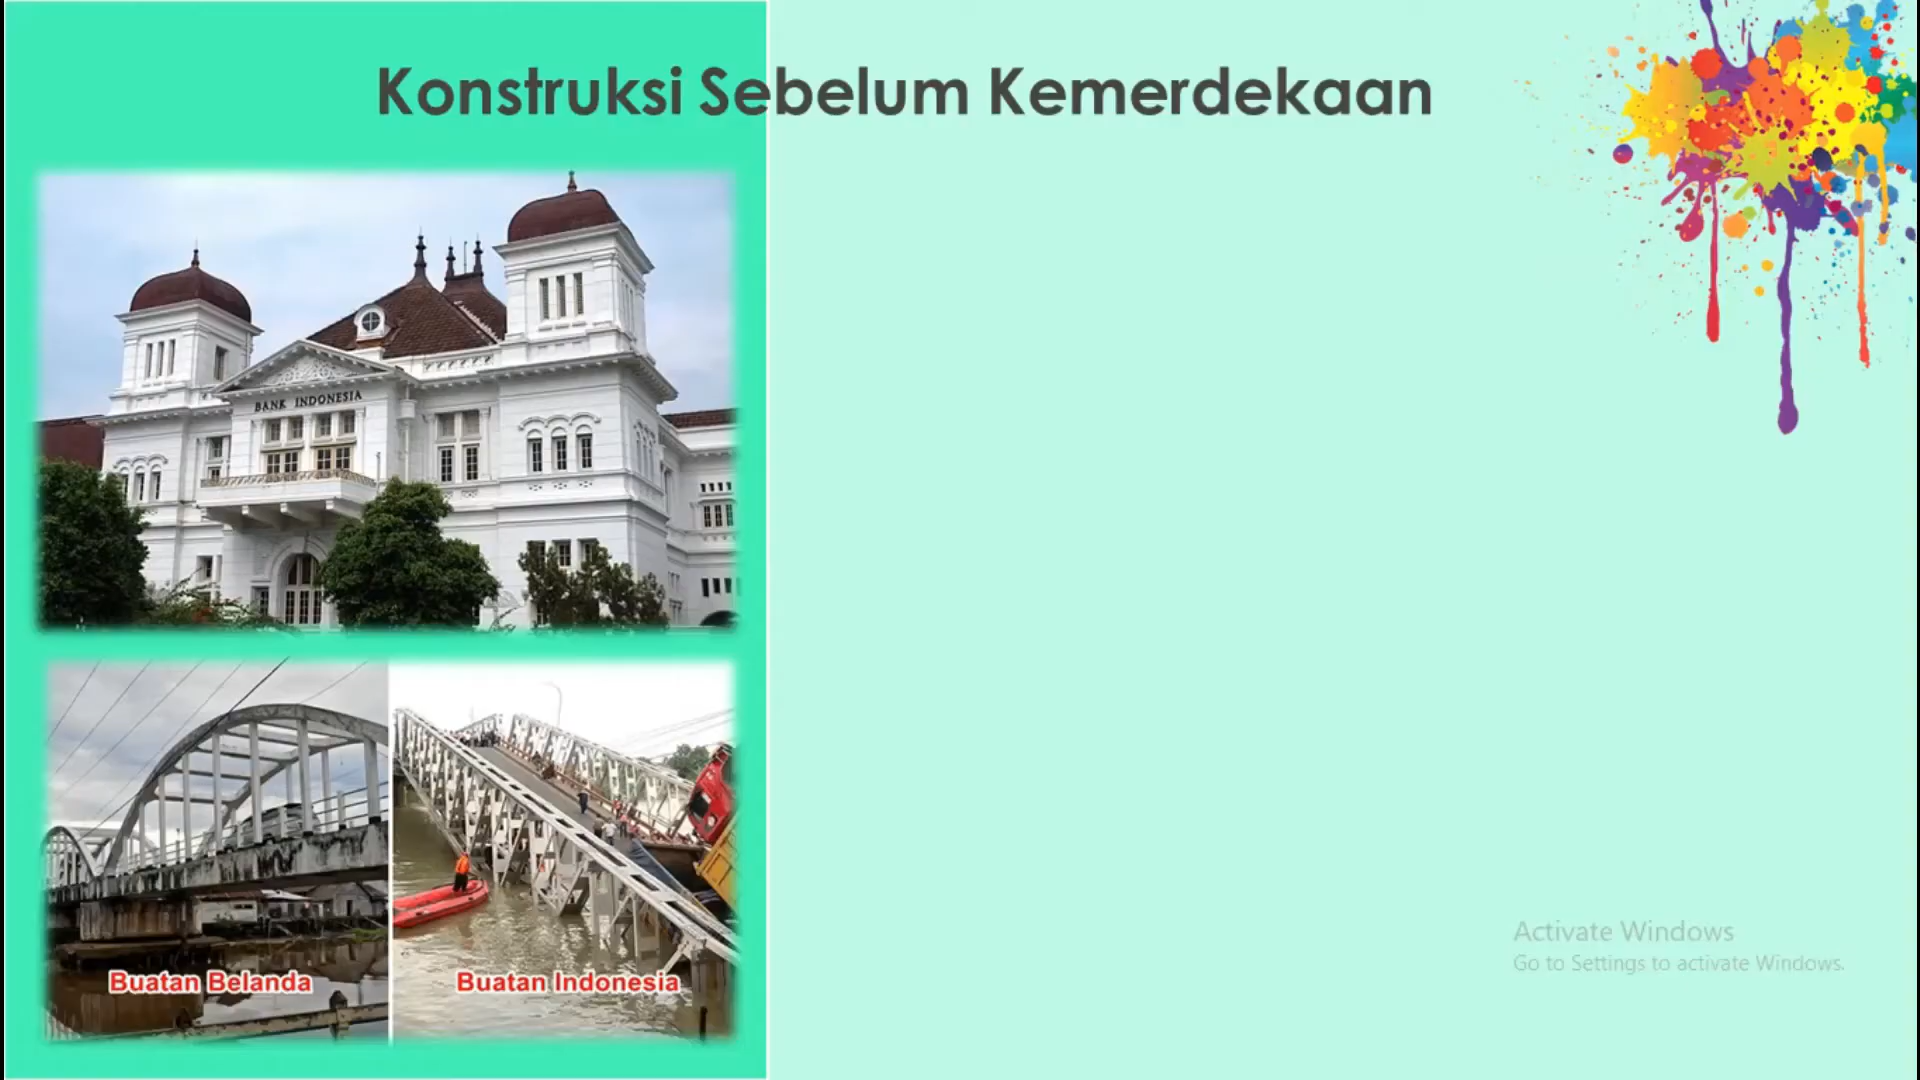 Konstruksi Sebelum Kemerdekaan
BANK INDONESIA
Buatan Belanda
Buatan Indonesia
Activate Windows
Go to Settings to activate Windows.